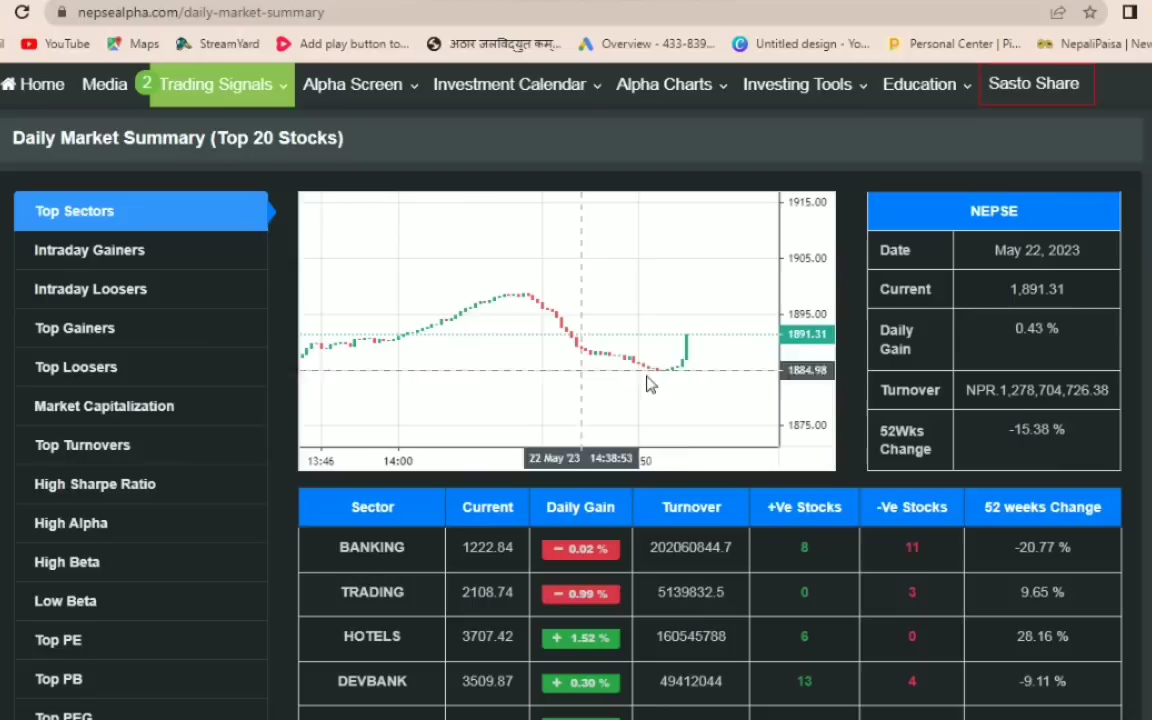 nepsealpha.com/daily-market-summary
YouTube Maps StreamYard Add play button to... अठार जलविद्युत कम्... Overview - 433-839... Untitled design - Yo... Personal Center | Pi... NepaliPaisa | New
Home Media 2 Trading Signals Alpha Screen Investment Calendar Alpha Charts Investing Tools Education Sasto Share
Daily Market Summary (Top 20 Stocks)
Top Sectors
Intraday Gainers
Intraday Loosers
Top Gainers
Top Loosers
Market Capitalization
Top Turnovers
High Sharpe Ratio
High Alpha
High Beta
Low Beta
Top PE
Top PB
Top PEG
1915.00
1905.00
1895.00
1891.31
1884.98
1875.00
13:46 14:00 22 May '23 14:38:53 50
NEPSE
Date May 22, 2023
Current 1,891.31
Daily Gain 0.43 %
Turnover NPR.1,278,704,726.38
52Wks Change -15.38 %
Sector Current Daily Gain Turnover +Ve Stocks -Ve Stocks 52 weeks Change
BANKING 1222.84 − 0.02 % 202060844.7 8 11 -20.77 %
TRADING 2108.74 − 0.99 % 5139832.5 0 3 9.65 %
HOTELS 3707.42 + 1.52 % 160545788 6 0 28.16 %
DEVBANK 3509.87 + 0.30 % 49412044 13 4 -9.11 %